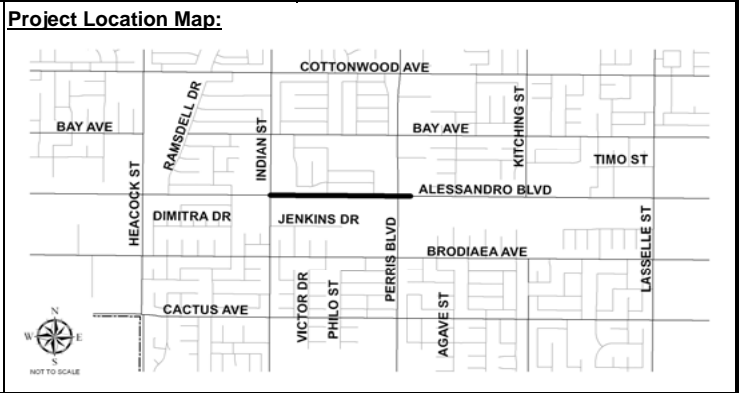 Project Location Map:
COTTONWOOD AVE
RAMSDELL DR
KITCHING ST
BAY AVE
INDIAN ST
BAY AVE
TIMO ST
HEACOCK ST
ALESSANDRO BLVD
DIMITRA DR
JENKINS DR
PERRIS BLVD
LASSELLE ST
BRODIAEA AVE
VICTOR DR
PHILO ST
AGAVE ST
CACTUS AVE
N
W
E
S
NOT TO SCALE